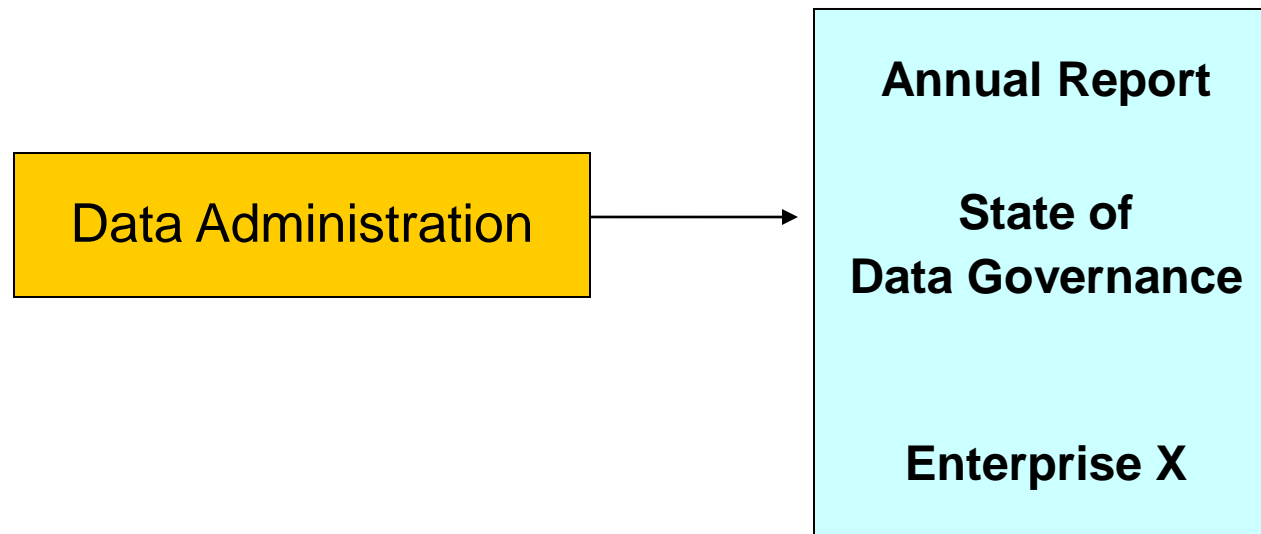 Data Administration
Annual Report
State of
Data Governance
Enterprise X